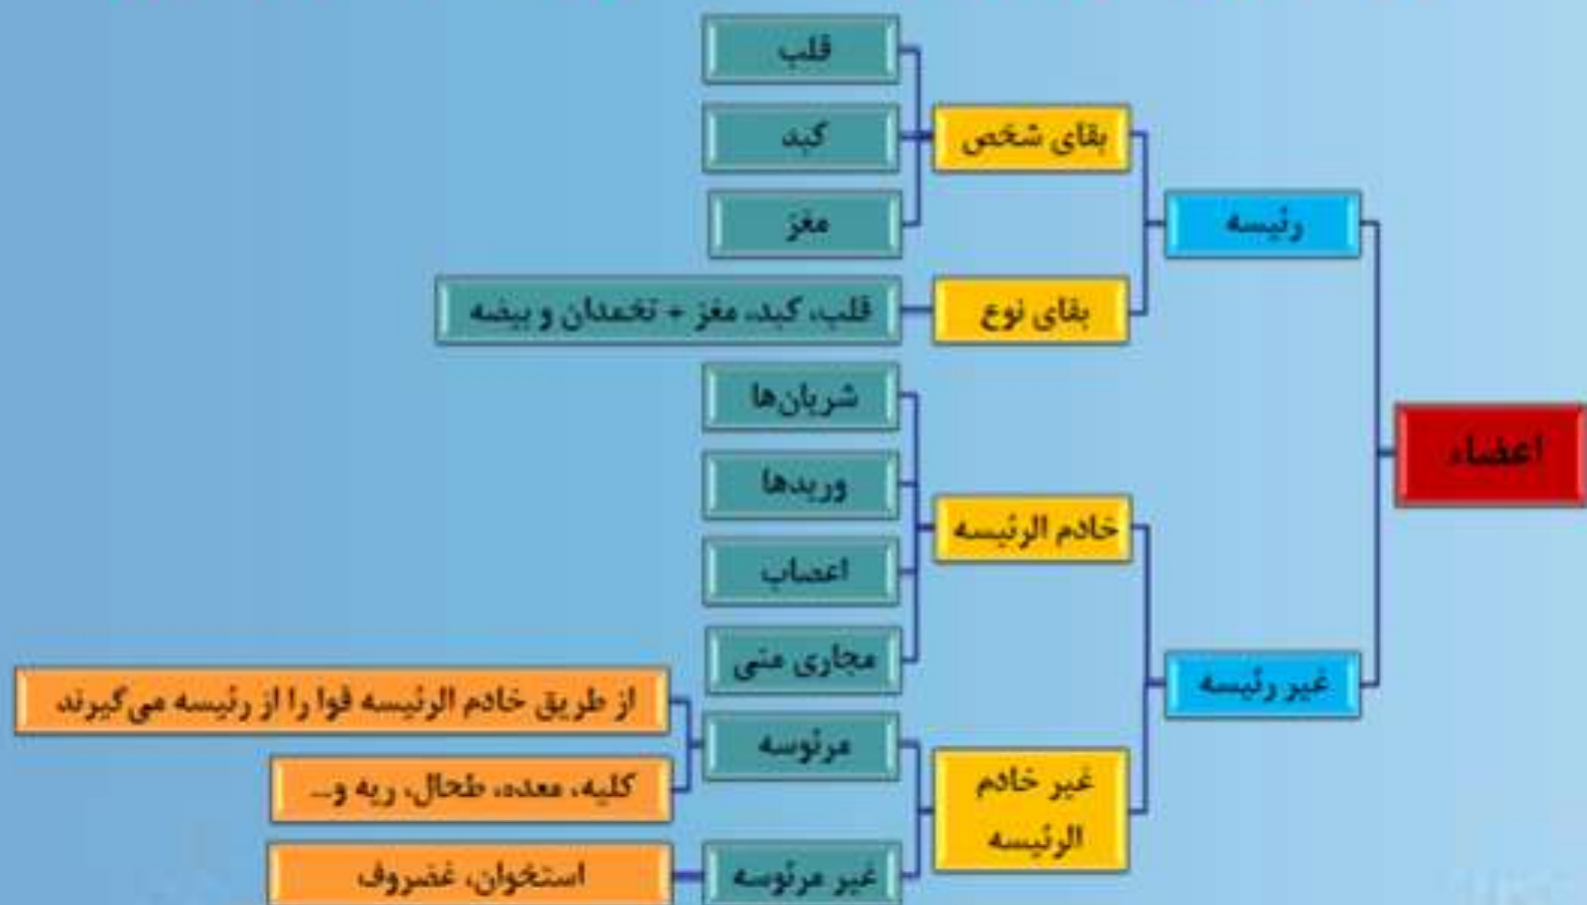 اعضاء
رئیسه
بقای شخص
قلب
کبد
مغز
بقای نوع
قلب، کبد، مغز + تخمدان و بیضه
غیر رئیسه
خادم الرئیسه
شریان‌ها
وریدها
اعصاب
مجاری منی
غیر خادم
الرئیسه
مرئوسه
از طریق خادم الرئیسه قوا را از رئیسه می‌گیرند
کلیه، معده، طحال، ریه و...
غیر مرئوسه
استخوان، غضروف